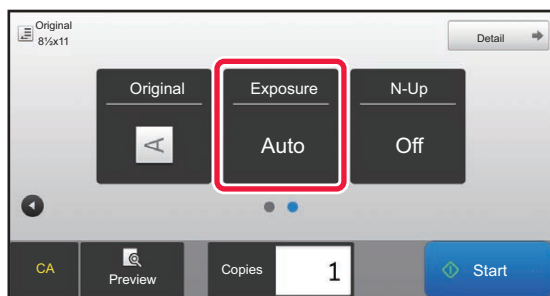 Original
8½x11
Detail
Original
Exposure
N-Up
A
Auto
Off
CA
Preview
Copies
1
Start